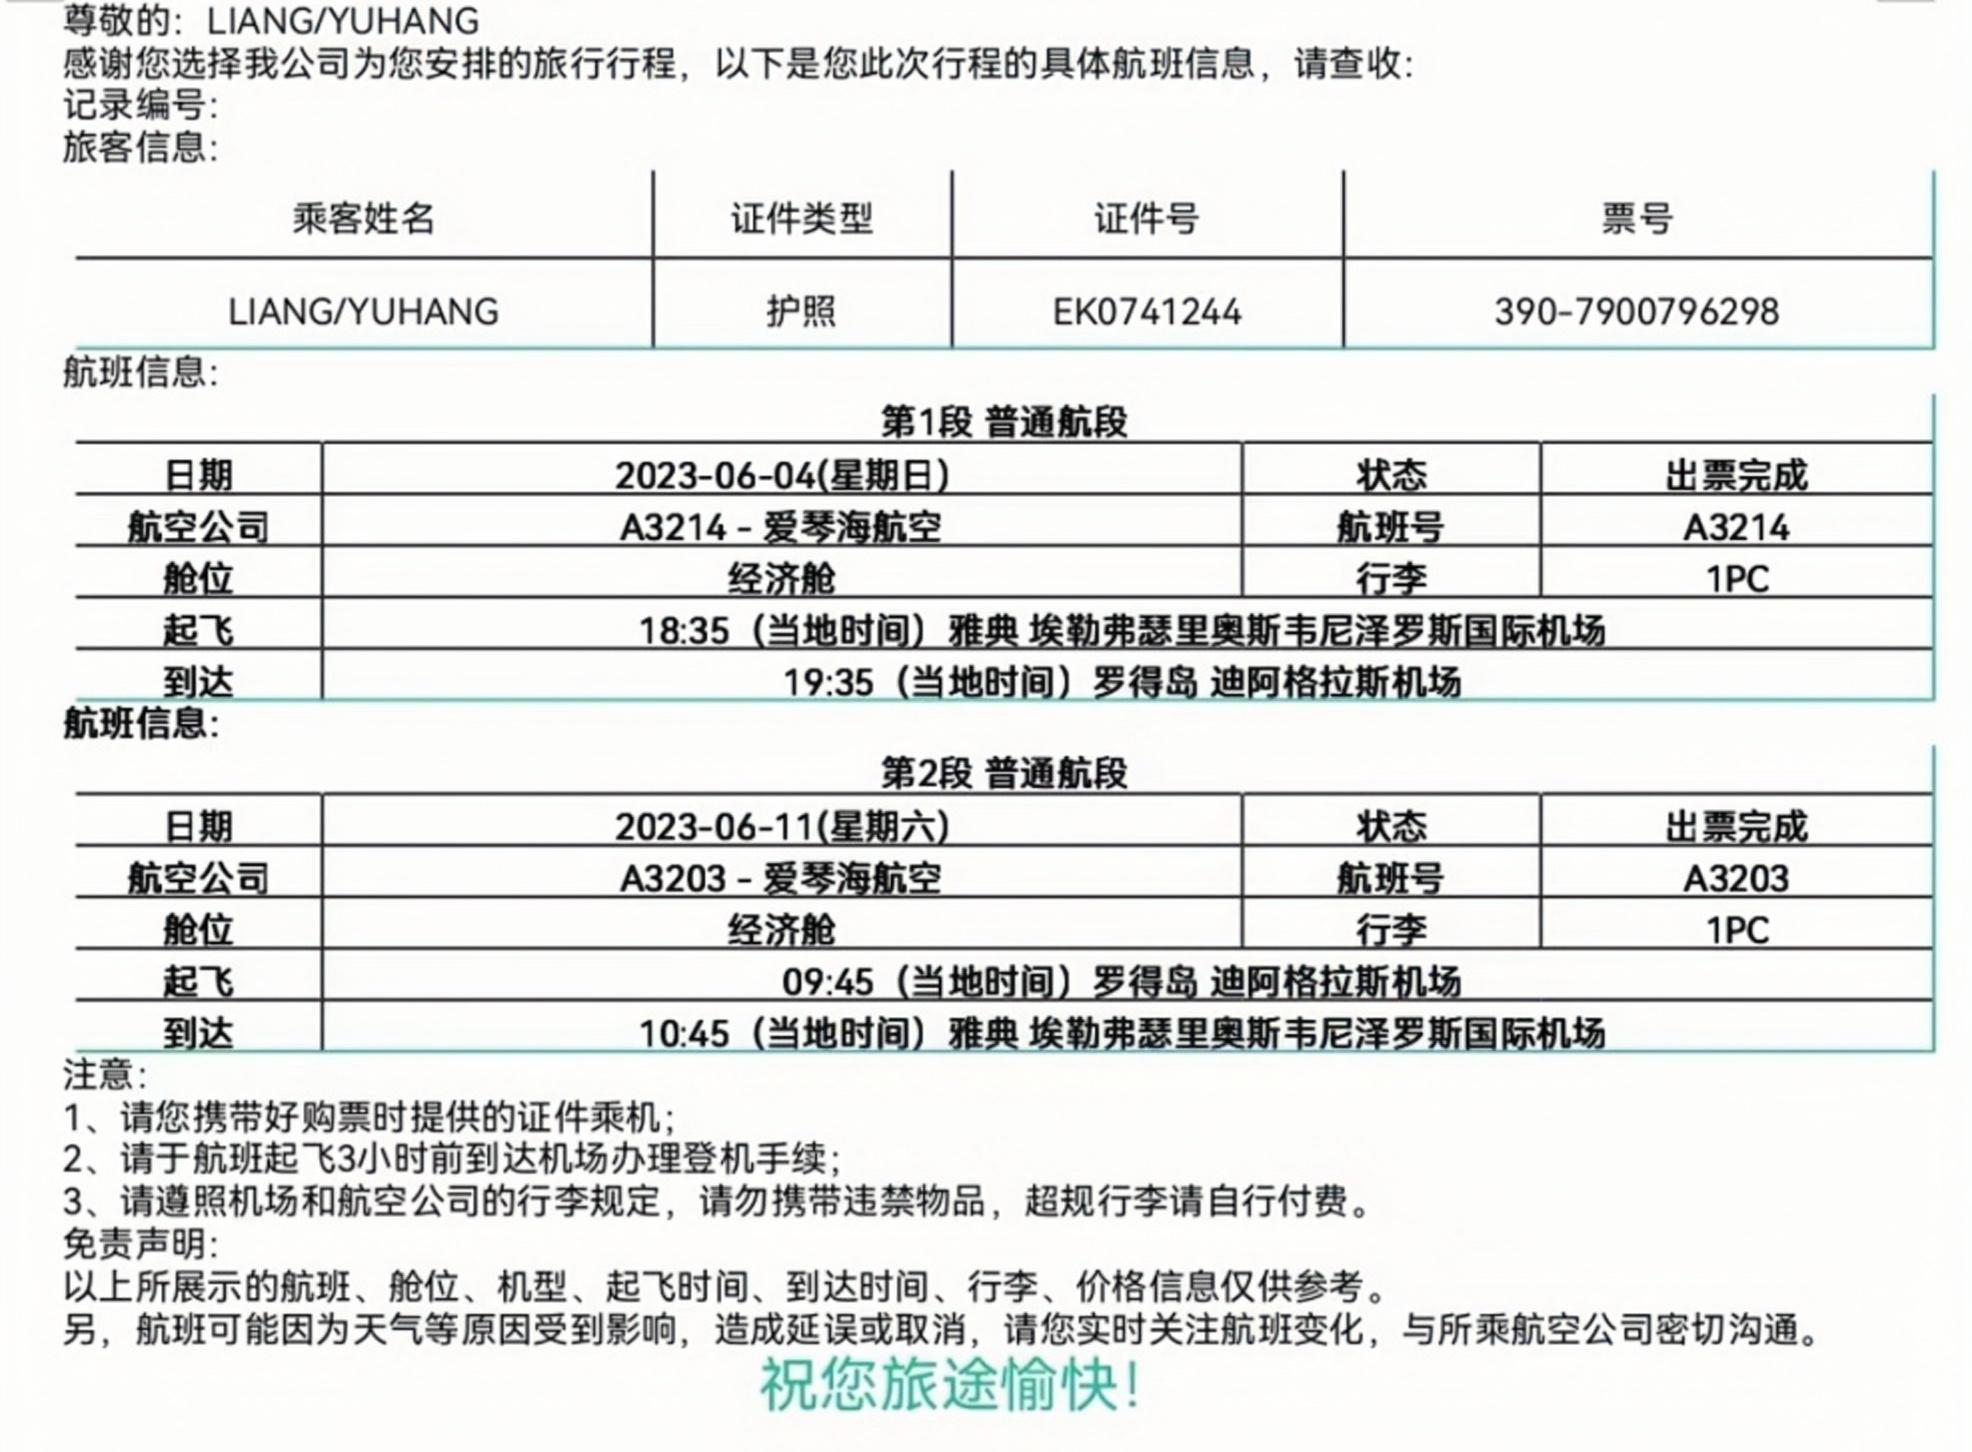 尊敬的：LIANG/YUHANG
感谢您选择我公司为您安排的旅行行程，以下是您此次行程的具体航班信息，请查收：
记录编号：
旅客信息：
乘客姓名 证件类型 证件号 票号
LIANG/YUHANG 护照 EK0741244 390-7900796298
航班信息：
第1段 普通航段
日期 2023-06-04(星期日) 状态 出票完成
航空公司 A3214 - 爱琴海航空 航班号 A3214
舱位 经济舱 行李 1PC
起飞 18:35（当地时间）雅典 埃勒弗瑟里奥斯韦尼泽罗斯国际机场
到达 19:35（当地时间）罗得岛 迪阿格拉斯机场
航班信息：
第2段 普通航段
日期 2023-06-11(星期六) 状态 出票完成
航空公司 A3203 - 爱琴海航空 航班号 A3203
舱位 经济舱 行李 1PC
起飞 09:45（当地时间）罗得岛 迪阿格拉斯机场
到达 10:45（当地时间）雅典 埃勒弗瑟里奥斯韦尼泽罗斯国际机场
注意：
1、请您携带好购票时提供的证件乘机；
2、请于航班起飞3小时前到达机场办理登机手续；
3、请遵照机场和航空公司的行李规定，请勿携带违禁物品，超规行李请自行付费。
免责声明：
以上所展示的航班、舱位、机型、起飞时间、到达时间、行李、价格信息仅供参考。
另，航班可能因为天气等原因受到影响，造成延误或取消，请您实时关注航班变化，与所乘航空公司密切沟通。
祝您旅途愉快！